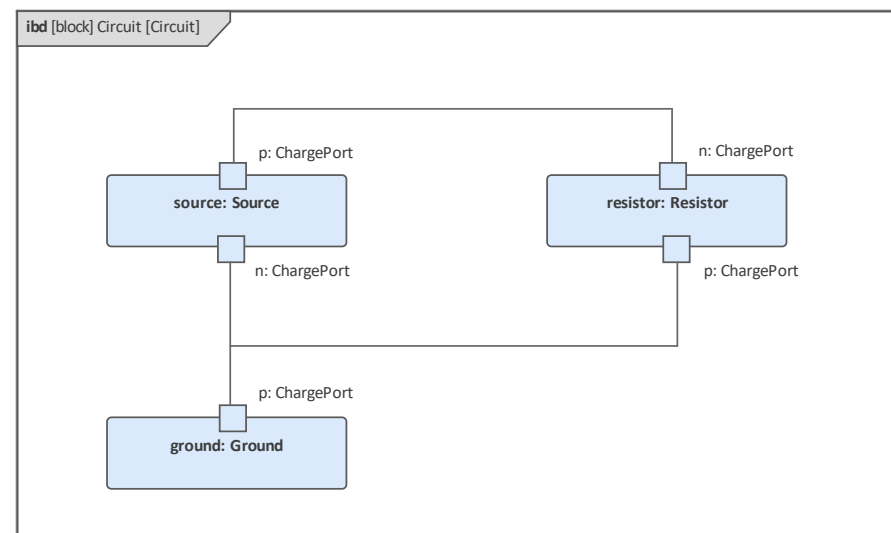 ibd [block] Circuit [Circuit]
p: ChargePort
n: ChargePort
source: Source
resistor: Resistor
n: ChargePort
p: ChargePort
p: ChargePort
ground: Ground